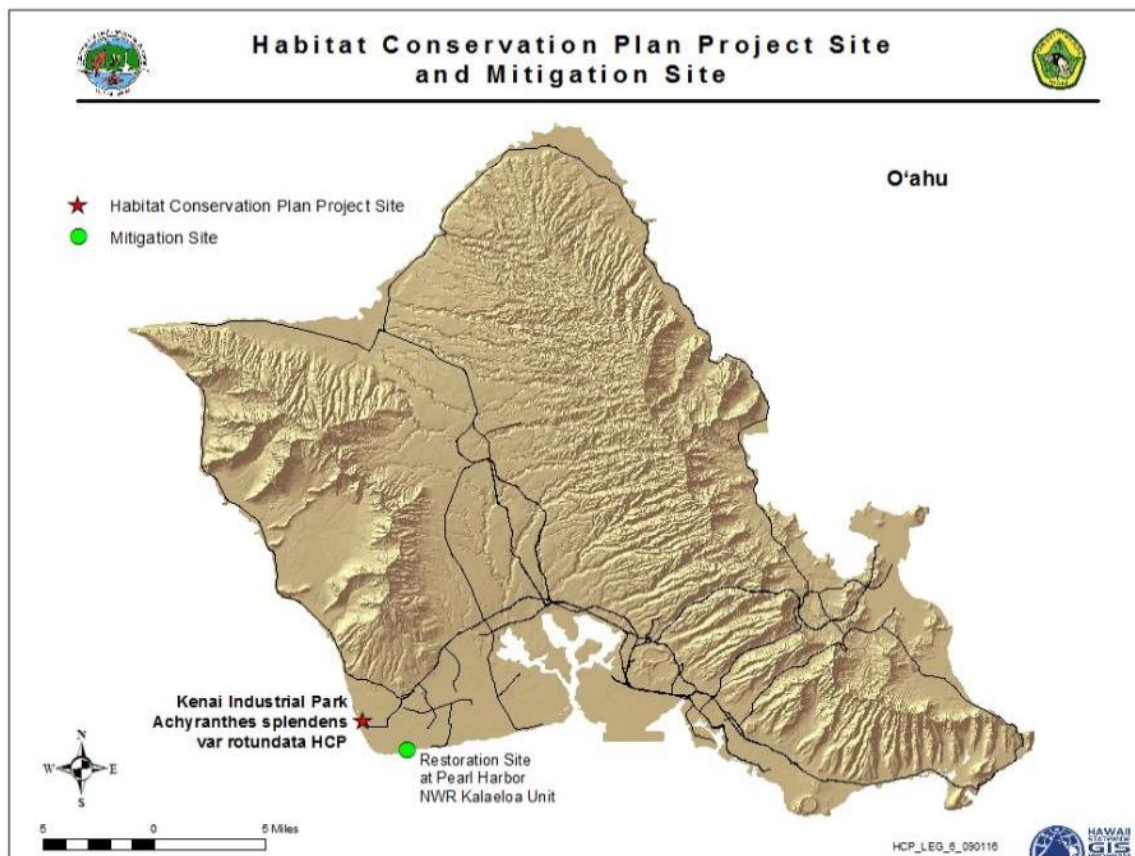 Habitat Conservation Plan Project Site
and Mitigation Site
O‘ahu
Habitat Conservation Plan Project Site
Mitigation Site
Kenai Industrial Park
Achyranthes splendens
var rotundata HCP
Restoration Site
at Pearl Harbor
NWR Kalaeloa Unit
N
W E
S
5 0 5 Miles
HCP_LEG_6_090116
HAWAII
STATEWIDE
GIS